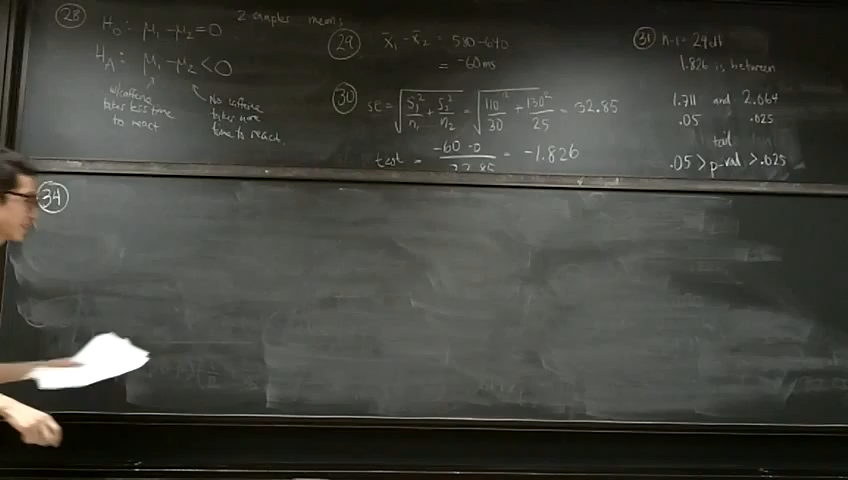 28 H₀: μ₁ - μ₂ = 0 2 samples means
Hₐ: μ₁ - μ₂ < 0
w/caffeine
takes less time
to react
No caffeine
takes more
time to react.
29 x̄₁ - x̄₂ = 580 - 640
= -60 ms
30 SE = √(S₁²/n₁ + S₂²/n₂) = √(110²/30 + 130²/25) = 32.85
test = (-60 - 0)/32.85 = -1.826
31 n-1 = 24 df
1.826 is between
1.711 and 2.064
.05 .025
tail
.05 > p-val > .025
34